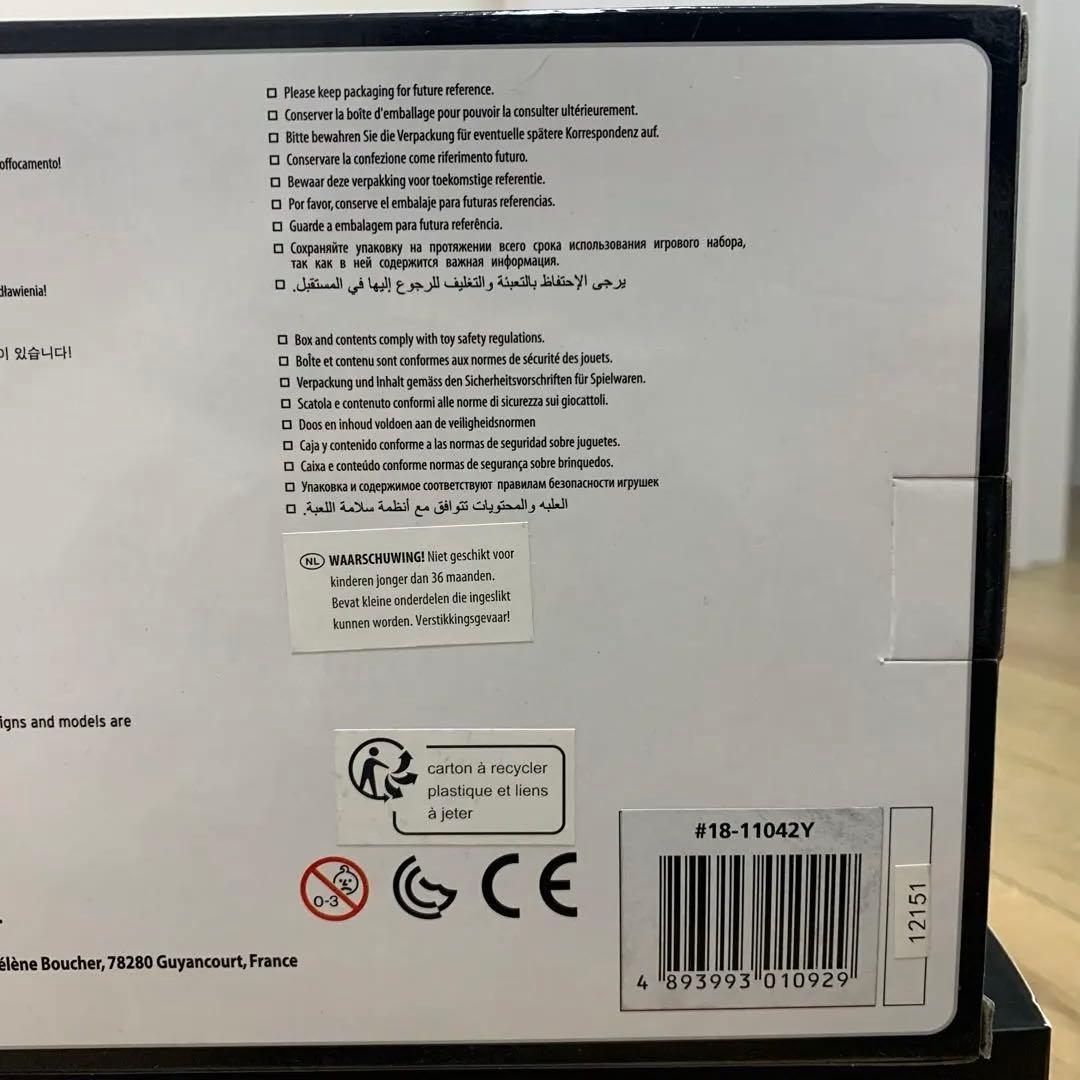 offocamento!
dławienia!
이 있습니다!
igns and models are
élène Boucher, 78280 Guyancourt, France
Please keep packaging for future reference.
Conserver la boîte d'emballage pour pouvoir la consulter ultérieurement.
Bitte bewahren Sie die Verpackung für eventuelle spätere Korrespondenz auf.
Conservare la confezione come riferimento futuro.
Bewaar deze verpakking voor toekomstige referentie.
Por favor, conserve el embalaje para futuras referencias.
Guarde a embalagem para futura referência.
Сохраняйте упаковку на протяжении всего срока использования игрового набора,
так как в ней содержится важная информация.
يرجى الإحتفاظ بالتعبئة والتغليف للرجوع إليها في المستقبل.
Box and contents comply with toy safety regulations.
Boîte et contenu sont conformes aux normes de sécurité des jouets.
Verpackung und Inhalt gemäss den Sicherheitsvorschriften für Spielwaren.
Scatola e contenuto conformi alle norme di sicurezza sui giocattoli.
Doos en inhoud voldoen aan de veiligheidsnormen
Caja y contenido conforme a las normas de seguridad sobre juguetes.
Caixa e conteúdo conforme normas de segurança sobre brinquedos.
Упаковка и содержимое соответствуют правилам безопасности игрушек
العلبه والمحتويات تتوافق مع أنظمة سلامة اللعبة.
NL WAARSCHUWING! Niet geschikt voor
kinderen jonger dan 36 maanden.
Bevat kleine onderdelen die ingeslikt
kunnen worden. Verstikkingsgevaar!
carton à recycler
plastique et liens
à jeter
0-3
CE
#18-11042Y
4 893993 010929
12151